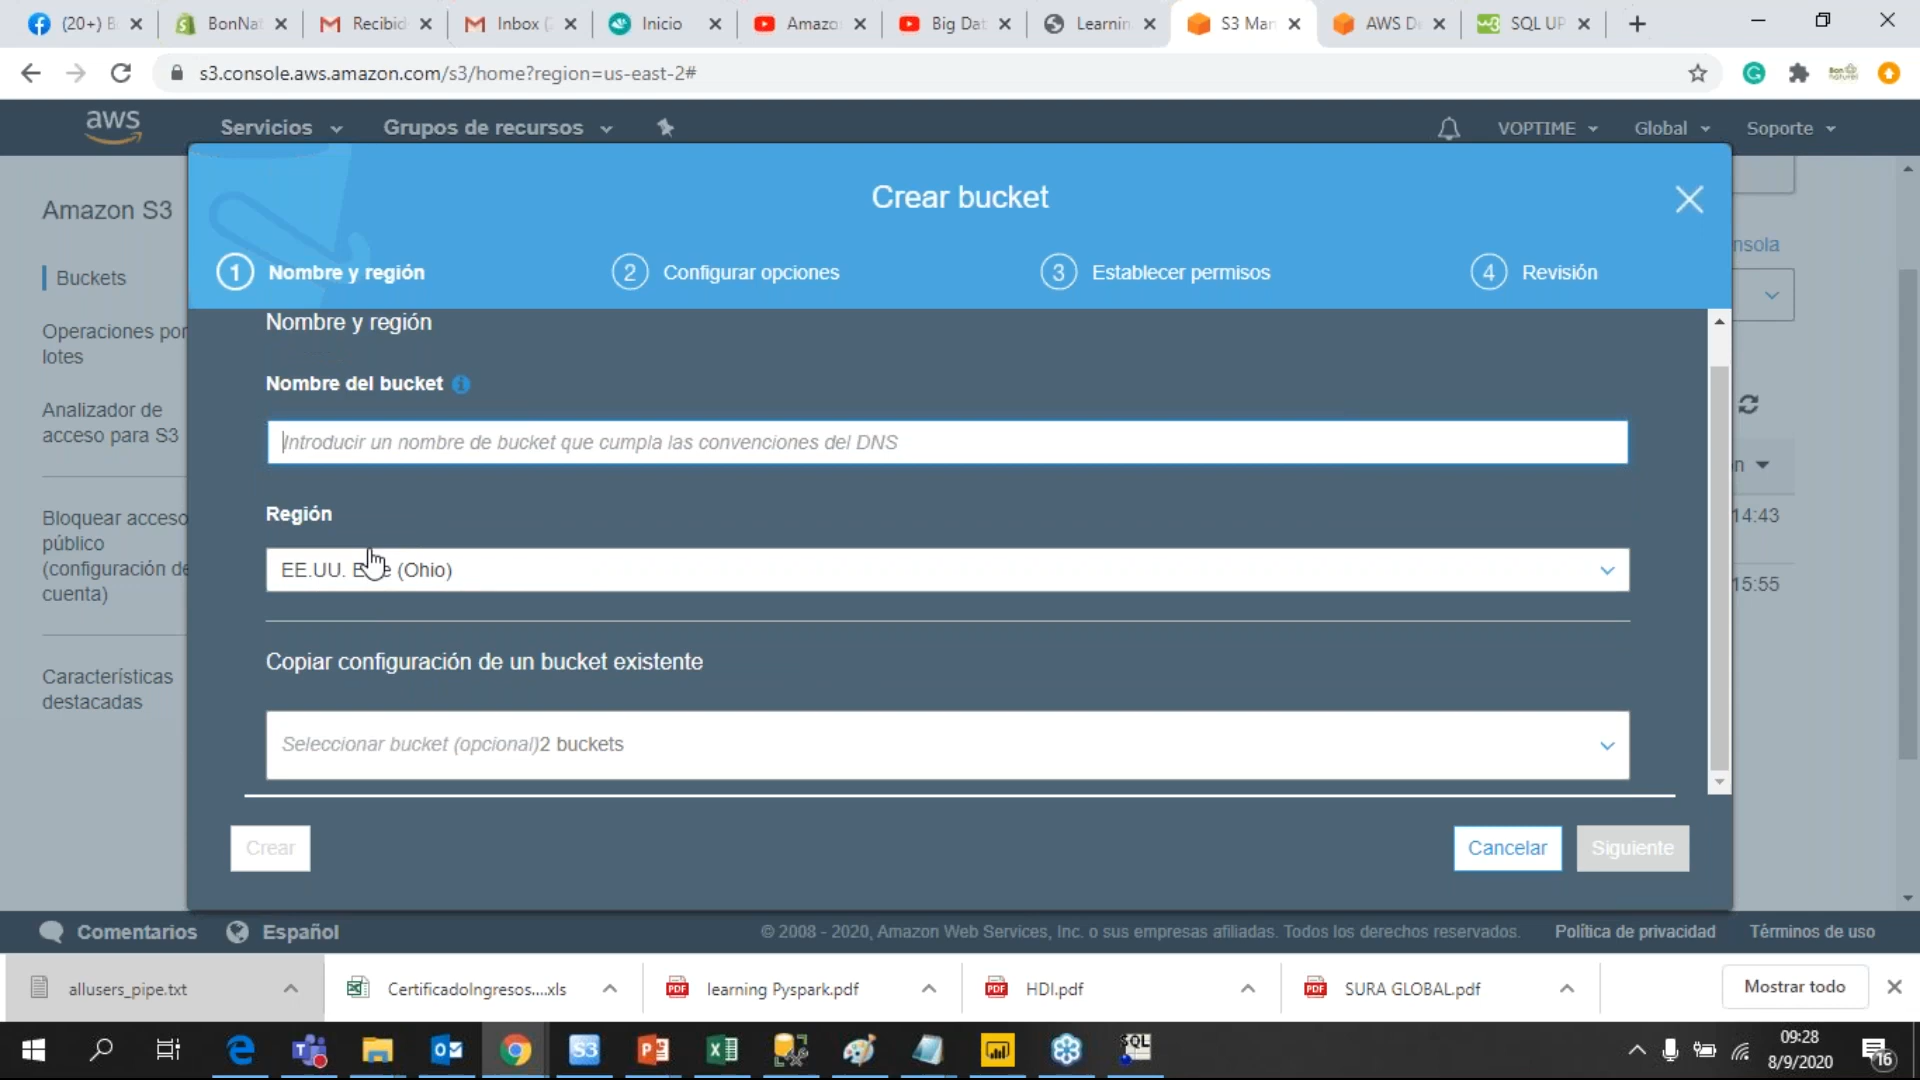 (20+) B
BonNat
Recibid
Inbox (
Inicio
Amazo
Big Dat
Learnin
S3 Man
AWS D
SQL UP
s3.console.aws.amazon.com/s3/home?region=us-east-2#
aws
Servicios
Grupos de recursos
VOPTIME
Global
Soporte
Crear bucket
1 Nombre y región
2 Configurar opciones
3 Establecer permisos
4 Revisión
Amazon S3
Buckets
Operaciones por
lotes
Analizador de
acceso para S3
Bloquear acceso
público
(configuración de
cuenta)
Características
destacadas
Nombre y región
Nombre del bucket
Introducir un nombre de bucket que cumpla las convenciones del DNS
Región
EE.UU. E e (Ohio)
Copiar configuración de un bucket existente
Seleccionar bucket (opcional)2 buckets
Crear
Cancelar
Siguiente
nsola
n
14:43
15:55
Comentarios
Español
© 2008 - 2020, Amazon Web Services, Inc. o sus empresas afiliadas. Todos los derechos reservados.
Política de privacidad
Términos de uso
allusers_pipe.txt
CertificadoIngresos....xls
learning Pyspark.pdf
HDI.pdf
SURA GLOBAL.pdf
Mostrar todo
09:28
8/9/2020
16